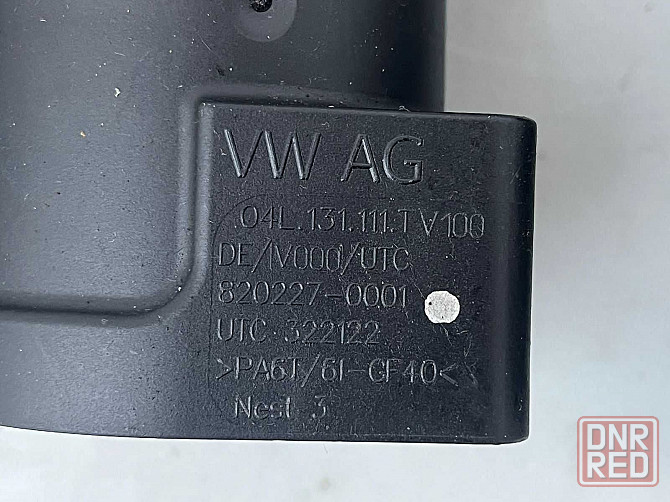 VW AG
04L.131.111.T V100
DE/IV000/UTC
820227-0001
UTC 322122
>PA6T/6I-GF40<
Nest 3
DNR
RED